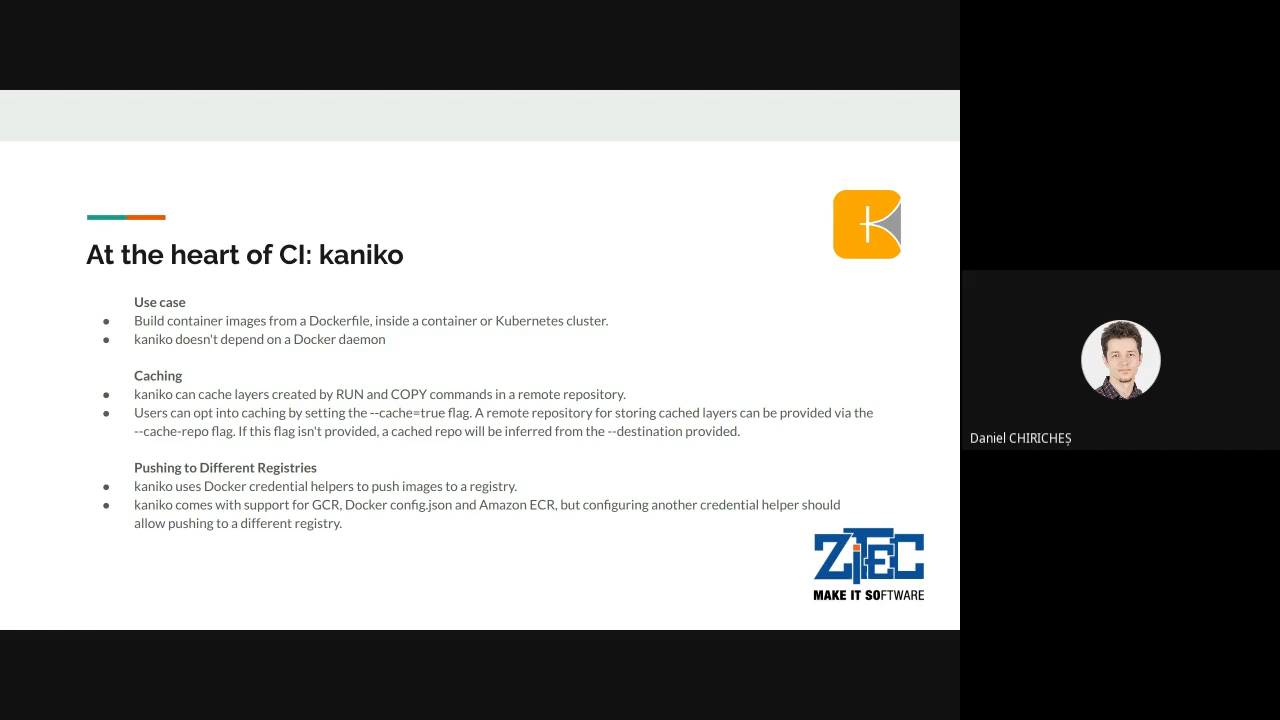 At the heart of CI: kaniko
Use case
● Build container images from a Dockerfile, inside a container or Kubernetes cluster.
● kaniko doesn't depend on a Docker daemon
Caching
● kaniko can cache layers created by RUN and COPY commands in a remote repository.
● Users can opt into caching by setting the --cache=true flag. A remote repository for storing cached layers can be provided via the
--cache-repo flag. If this flag isn't provided, a cached repo will be inferred from the --destination provided.
Pushing to Different Registries
● kaniko uses Docker credential helpers to push images to a registry.
● kaniko comes with support for GCR, Docker config.json and Amazon ECR, but configuring another credential helper should
allow pushing to a different registry.
ZiTEC
MAKE IT SOFTWARE
Daniel CHIRICHEȘ